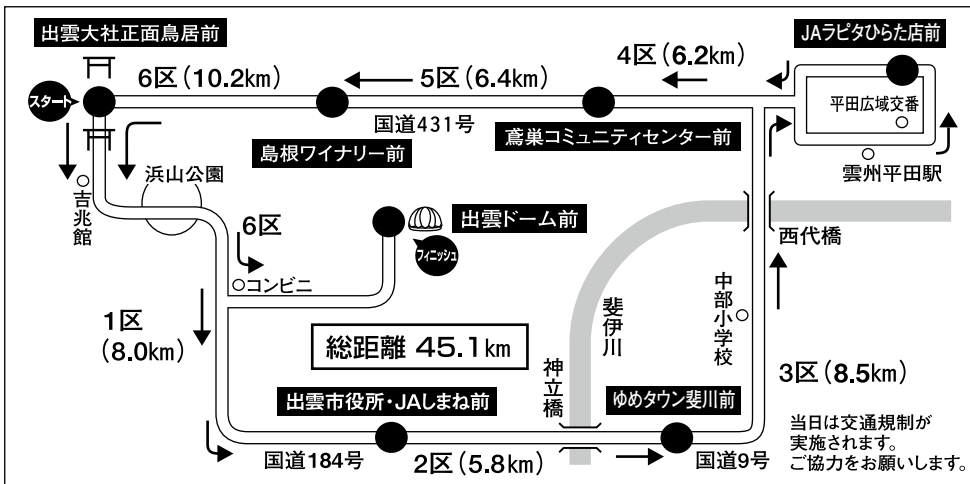 出雲大社正面鳥居前
JAラピタひらた店前
スタート
6区（10.2km）
5区（6.4km）
4区（6.2km）
国道431号
島根ワイナリー前
鳶巣コミュニティセンター前
平田広域交番
雲州平田駅
吉兆館
浜山公園
6区
コンビニ
出雲ドーム前
フィニッシュ
西代橋
斐伊川
中部小学校
1区
（8.0km）
総距離 45.1km
神立橋
3区（8.5km）
出雲市役所・JAしまね前
ゆめタウン斐川前
国道184号
2区（5.8km）
国道9号
当日は交通規制が
実施されます。
ご協力をお願いします。